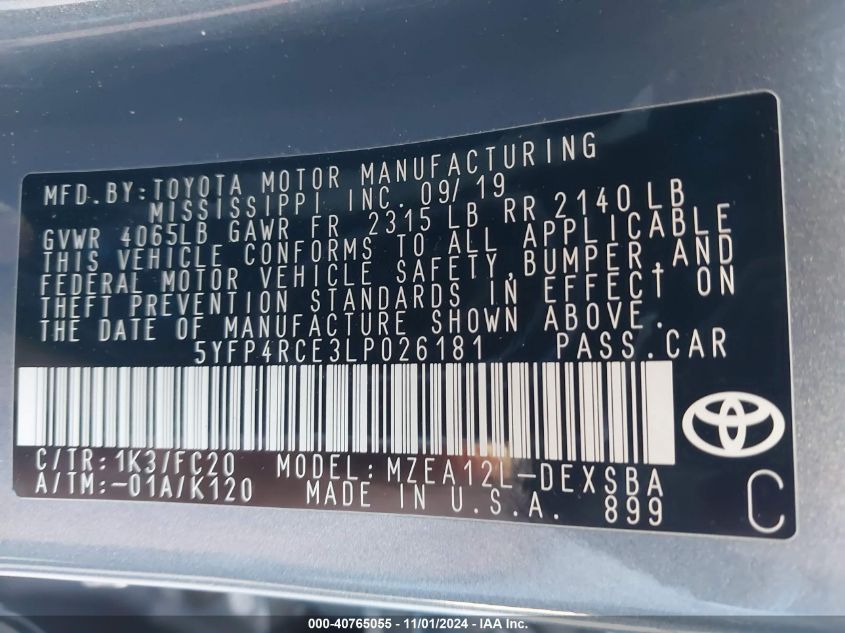 MFD.BY:TOYOTA MOTOR MANUFACTURING
MISSISSIPPI INC. 09/19
GVWR 4065LB GAWR FR 2315 LB RR 2140 LB
THIS VEHICLE CONFORMS TO ALL APPLICABLE
FEDERAL MOTOR VEHICLE SAFETY,BUMPER,AND
THEFT PREVENTION STANDARDS IN EFFECT ON
THE DATE OF MANUFACTURE SHOWN ABOVE.
5YFP4RCE3LP026181 PASS.CAR
C/TR:1K3/FC20 MODEL:MZEA12L-DEXSBA
A/TM:-01A/K120 MADE IN U.S.A. 899
C
000-40765055 - 11/01/2024 - IAA Inc.